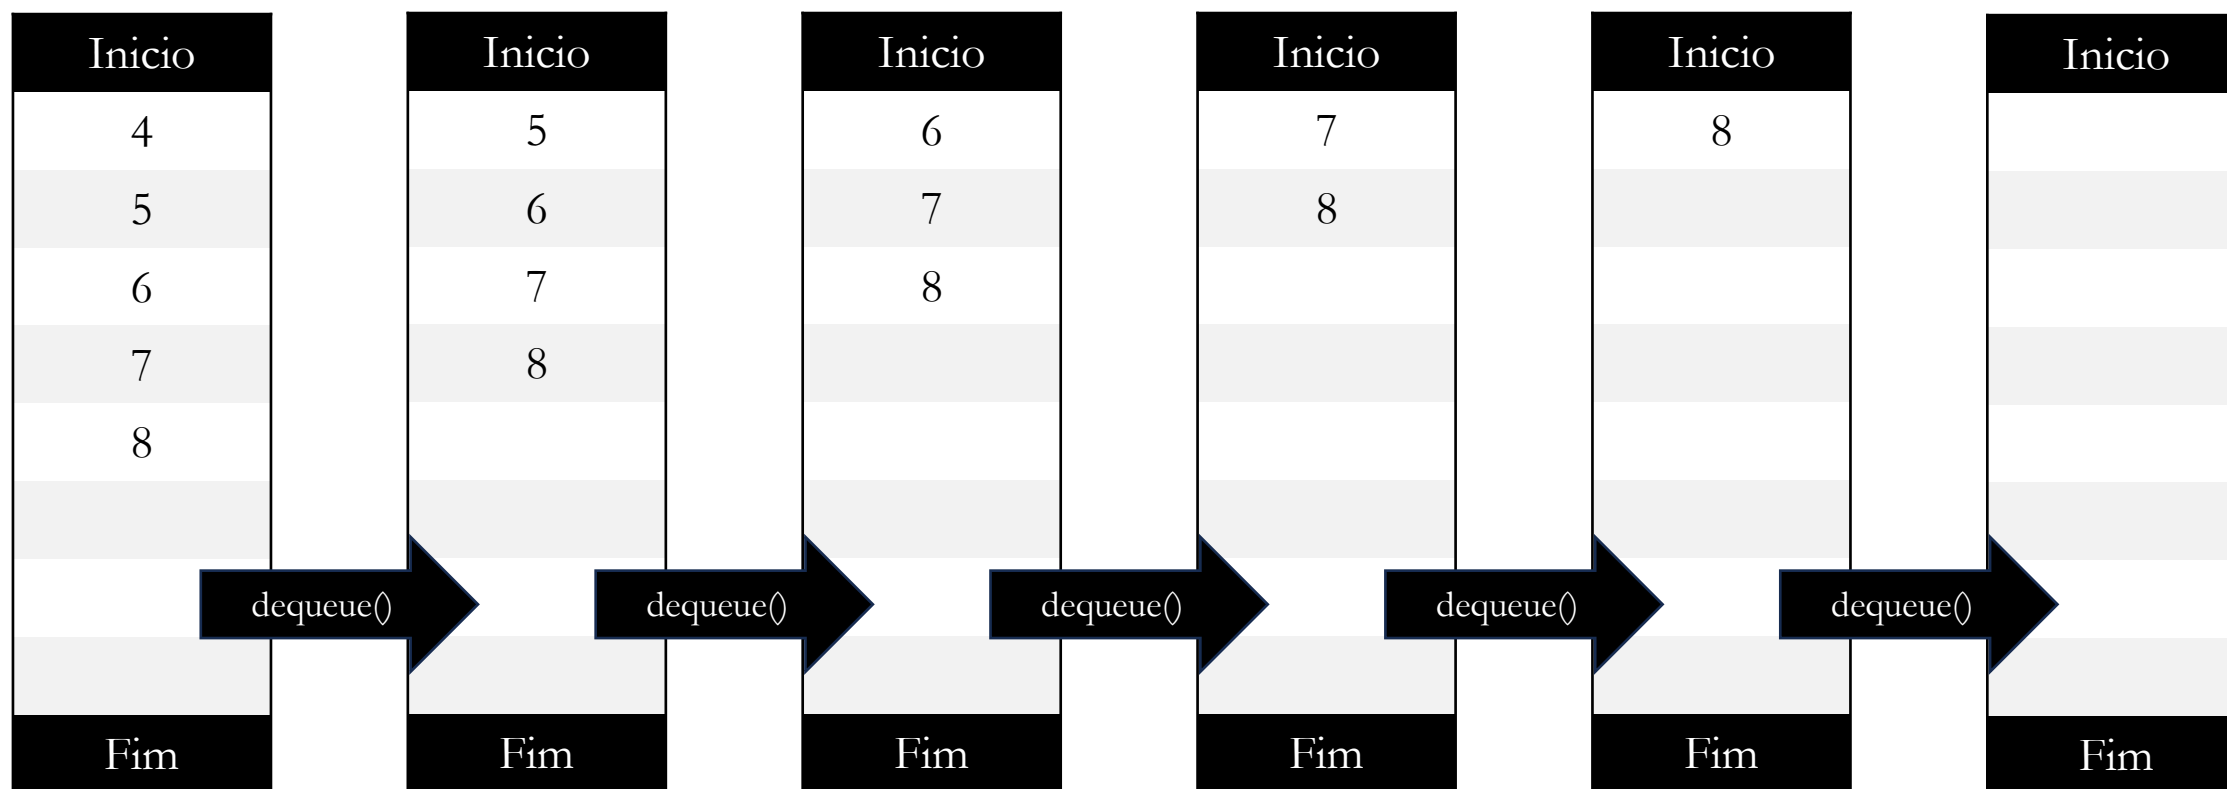 Inicio
4
5
6
7
8
Fim
dequeue()
Inicio
5
6
7
8
Fim
dequeue()
Inicio
6
7
8
Fim
dequeue()
Inicio
7
8
Fim
dequeue()
Inicio
8
Fim
dequeue()
Inicio
Fim